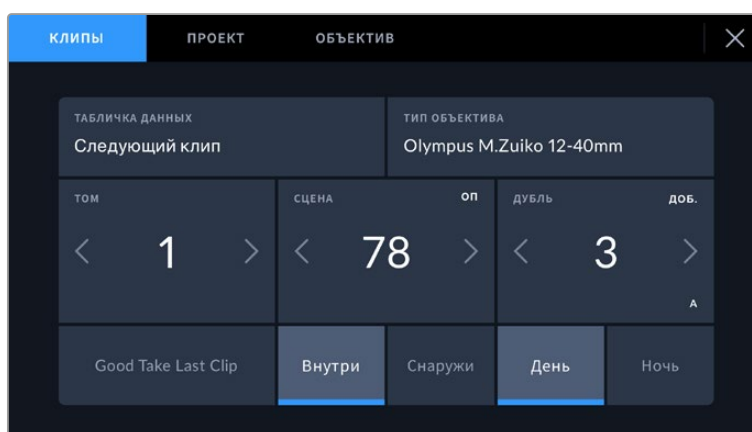 КЛИПЫ ПРОЕКТ ОБЪЕКТИВ
ТАБЛИЧКА ДАННЫХ ТИП ОБЪЕКТИВА
Следующий клип Olympus M.Zuiko 12-40mm
ТОМ СЦЕНА ОП ДУБЛЬ ДОБ.
1 78 3
A
Good Take Last Clip Внутри Снаружи День Ночь